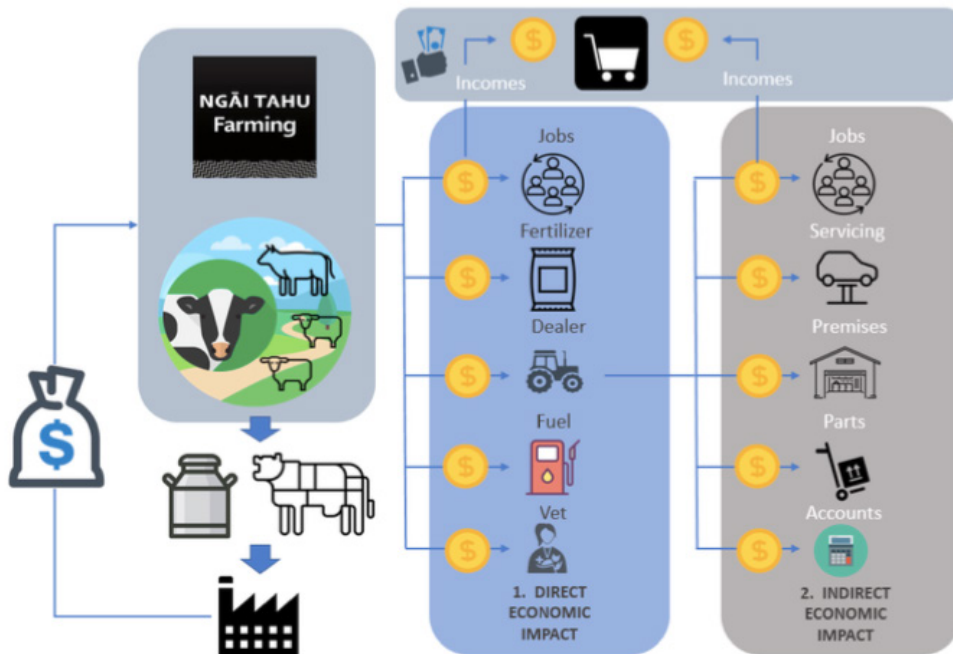 NGĀI TAHU
Farming
Incomes
Incomes
Jobs
Fertilizer
Dealer
Fuel
Vet
1. DIRECT
ECONOMIC
IMPACT
Jobs
Servicing
Premises
Parts
Accounts
2. INDIRECT
ECONOMIC
IMPACT